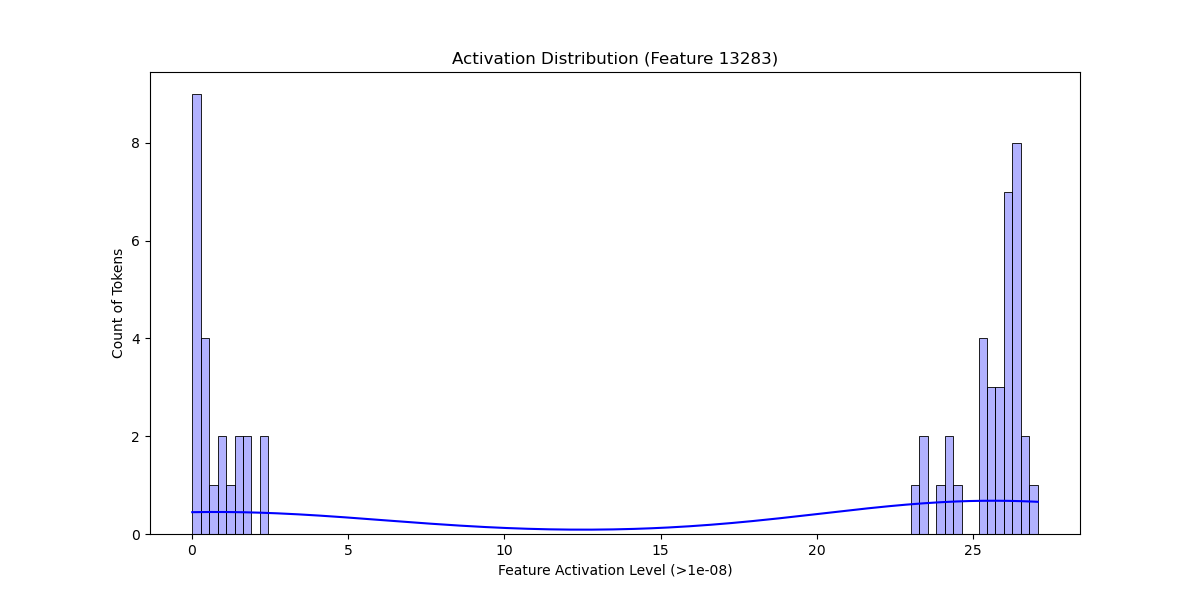 Activation Distribution (Feature 13283)
Count of Tokens
8
6
4
2
0
0 5 10 15 20 25
Feature Activation Level (>1e-08)